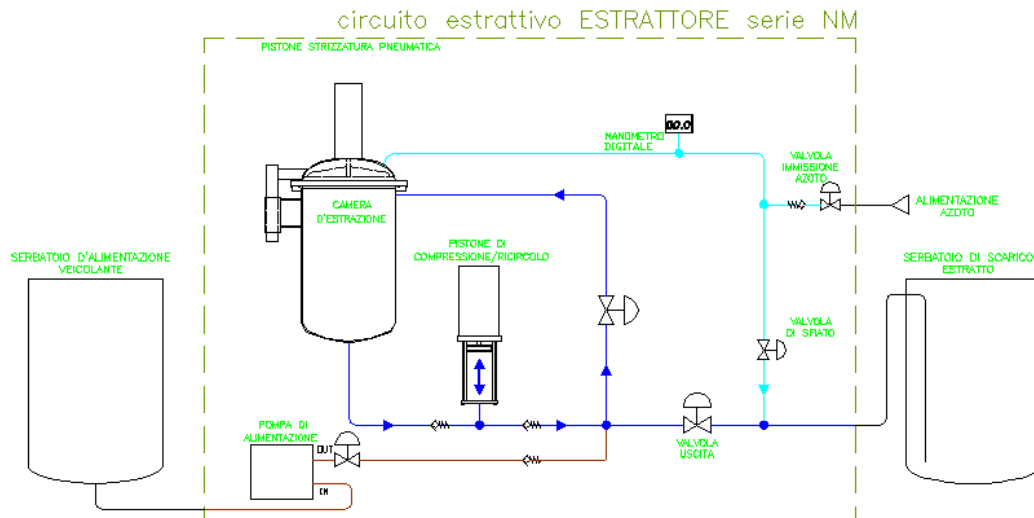 circuito estrattivo ESTRATTORE serie NM
PISTONE STRIZZATURA PNEUMATICA
00.0
MANOMETRO
DIGITALE
VALVOLA
IMMISSIONE
AZOTO
ALIMENTAZIONE
AZOTO
CAMERA
D'ESTRAZIONE
PISTONE DI
COMPRESSIONE/RICIRCOLO
SERBATOIO D'ALIMENTAZIONE
VEICOLANTE
SERBATOIO DI SCARICO
ESTRATTO
VALVOLA
DI SFIATO
POMPA DI
ALIMENTAZIONE
OUT
IN
VALVOLA
USCITA